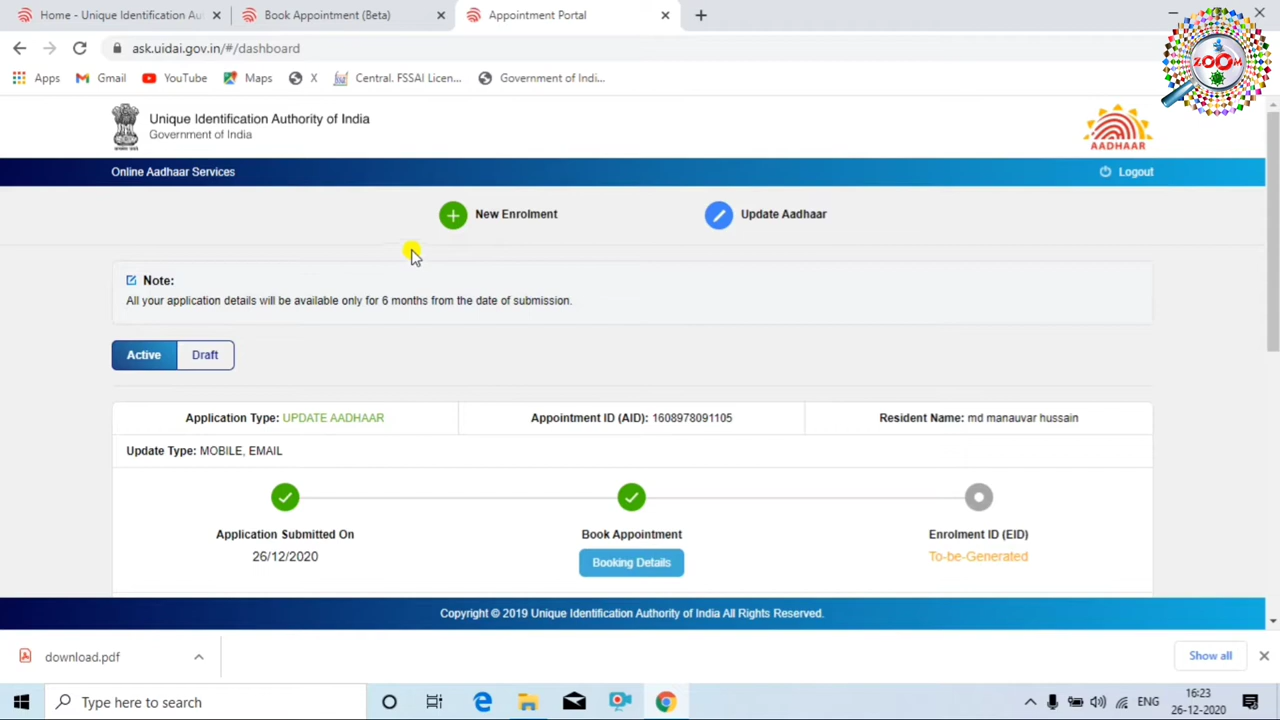 Home - Unique Identification Au
Book Appointment (Beta)
Appointment Portal
ask.uidai.gov.in/#/dashboard
Apps
Gmail
YouTube
Maps
X
Central. FSSAI Licen...
Government of Indi...
ZOOM
Unique Identification Authority of India
Government of India
AADHAAR
Online Aadhaar Services
Logout
New Enrolment
Update Aadhaar
Note:
All your application details will be available only for 6 months from the date of submission.
Active
Draft
Application Type: UPDATE AADHAAR
Appointment ID (AID): 1608978091105
Resident Name: md manauvar hussain
Update Type: MOBILE, EMAIL
Application Submitted On
Book Appointment
Enrolment ID (EID)
26/12/2020
Booking Details
To-be-Generated
Copyright © 2019 Unique Identification Authority of India All Rights Reserved.
download.pdf
Show all
Type here to search
ENG
16:23
26-12-2020